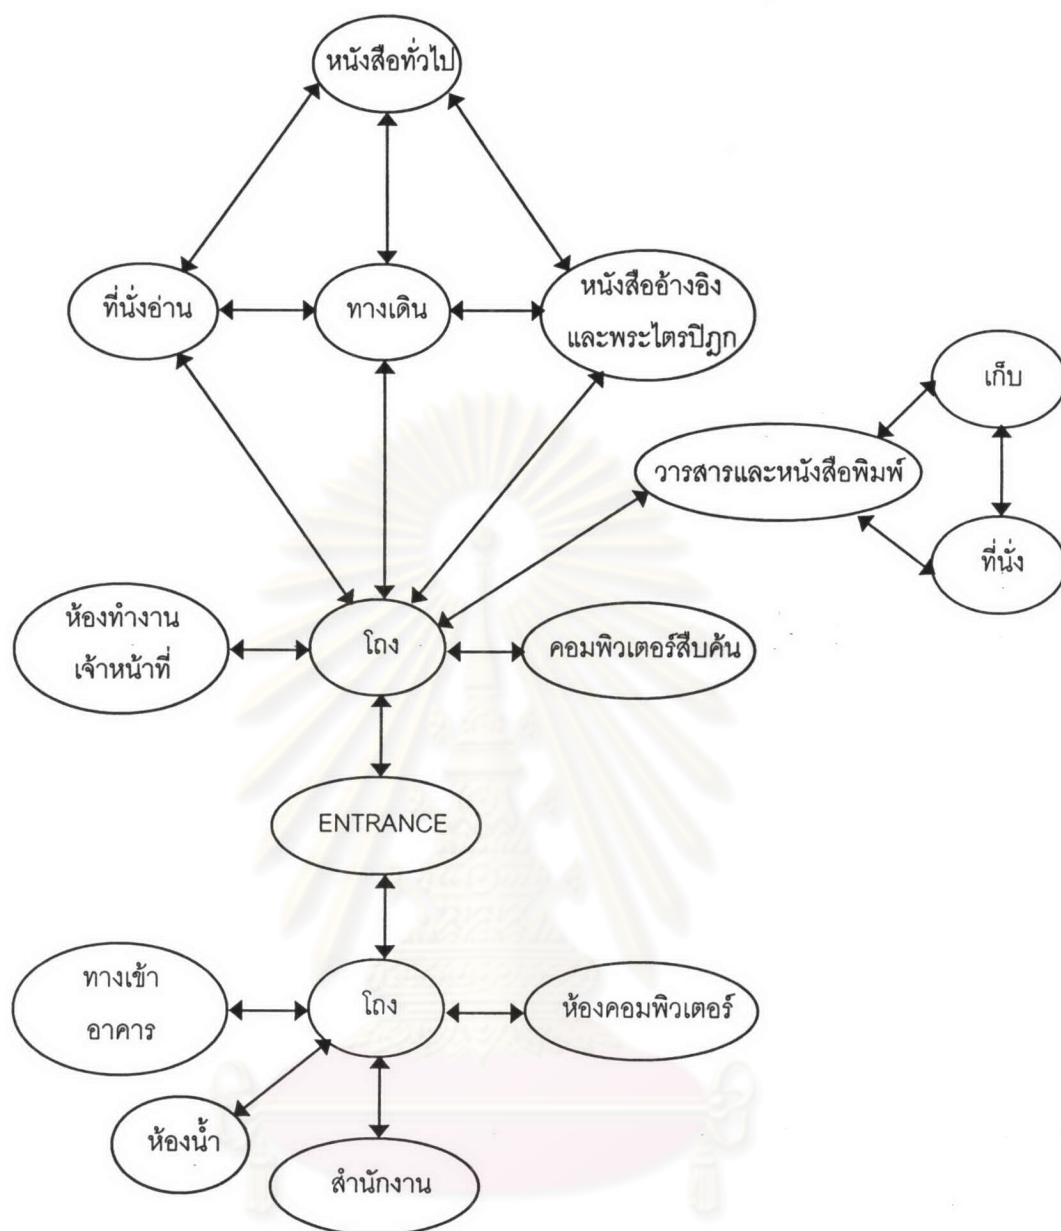 หนังสือทั่วไป
ที่นั่งอ่าน
ทางเดิน
หนังสืออ้างอิง
และพระไตรปิฎก
เก็บ
วารสารและหนังสือพิมพ์
ที่นั่ง
ห้องทำงาน
เจ้าหน้าที่
โถง
คอมพิวเตอร์สืบค้น
ENTRANCE
ทางเข้า
อาคาร
โถง
ห้องคอมพิวเตอร์
ห้องน้ำ
สำนักงาน